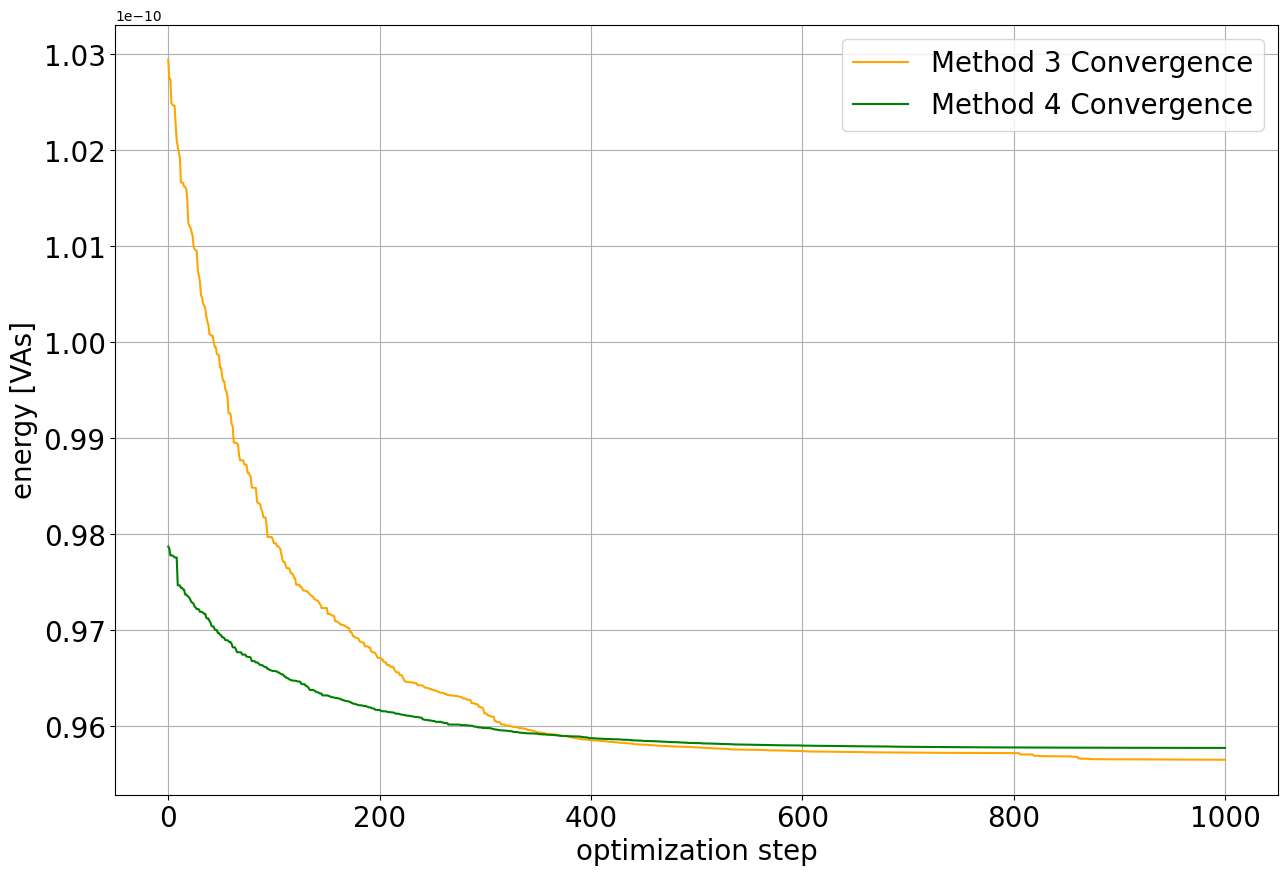 1e−10
1.03
1.02
1.01
1.00
0.99
0.98
0.97
0.96
energy [VAs]
Method 3 Convergence
Method 4 Convergence
0 200 400 600 800 1000
optimization step